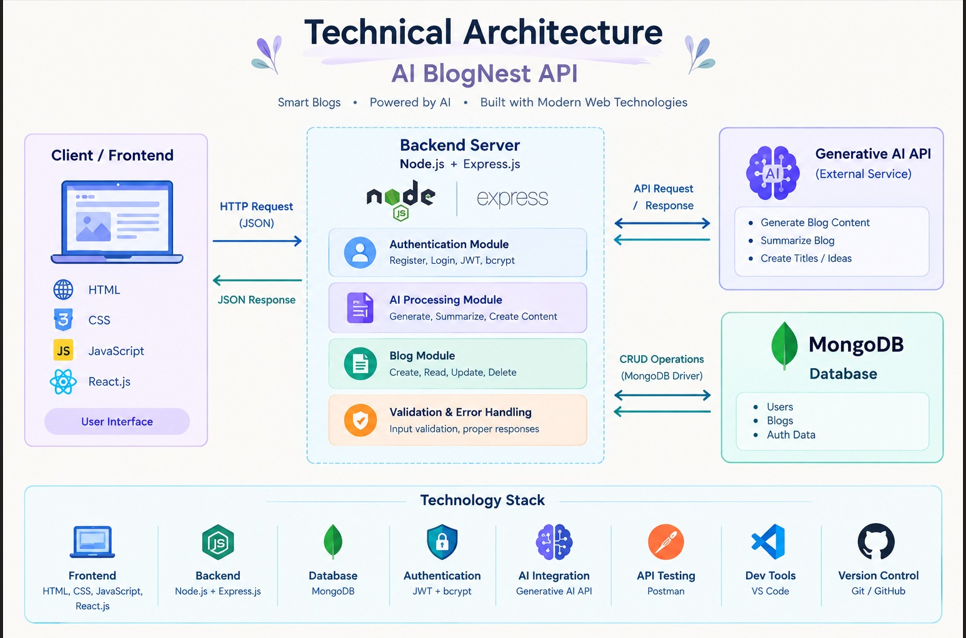 Technical Architecture
AI BlogNest API
Smart Blogs • Powered by AI • Built with Modern Web Technologies
Client / Frontend
HTML
3
CSS
JS
JavaScript
React.js
User Interface
HTTP Request
(JSON)
JSON Response
Backend Server
Node.js + Express.js
node
JS
express
Authentication Module
Register, Login, JWT, bcrypt
AI Processing Module
Generate, Summarize, Create Content
Blog Module
Create, Read, Update, Delete
Validation & Error Handling
Input validation, proper responses
API Request
/ Response
CRUD Operations
(MongoDB Driver)
AI
Generative AI API
(External Service)
• Generate Blog Content
• Summarize Blog
• Create Titles / Ideas
MongoDB
Database
• Users
• Blogs
• Auth Data
Technology Stack
Frontend
HTML, CSS, JavaScript,
React.js
JS
Backend
Node.js + Express.js
Database
MongoDB
Authentication
JWT + bcrypt
AI Integration
Generative AI API
API Testing
Postman
Dev Tools
VS Code
Version Control
Git / GitHub